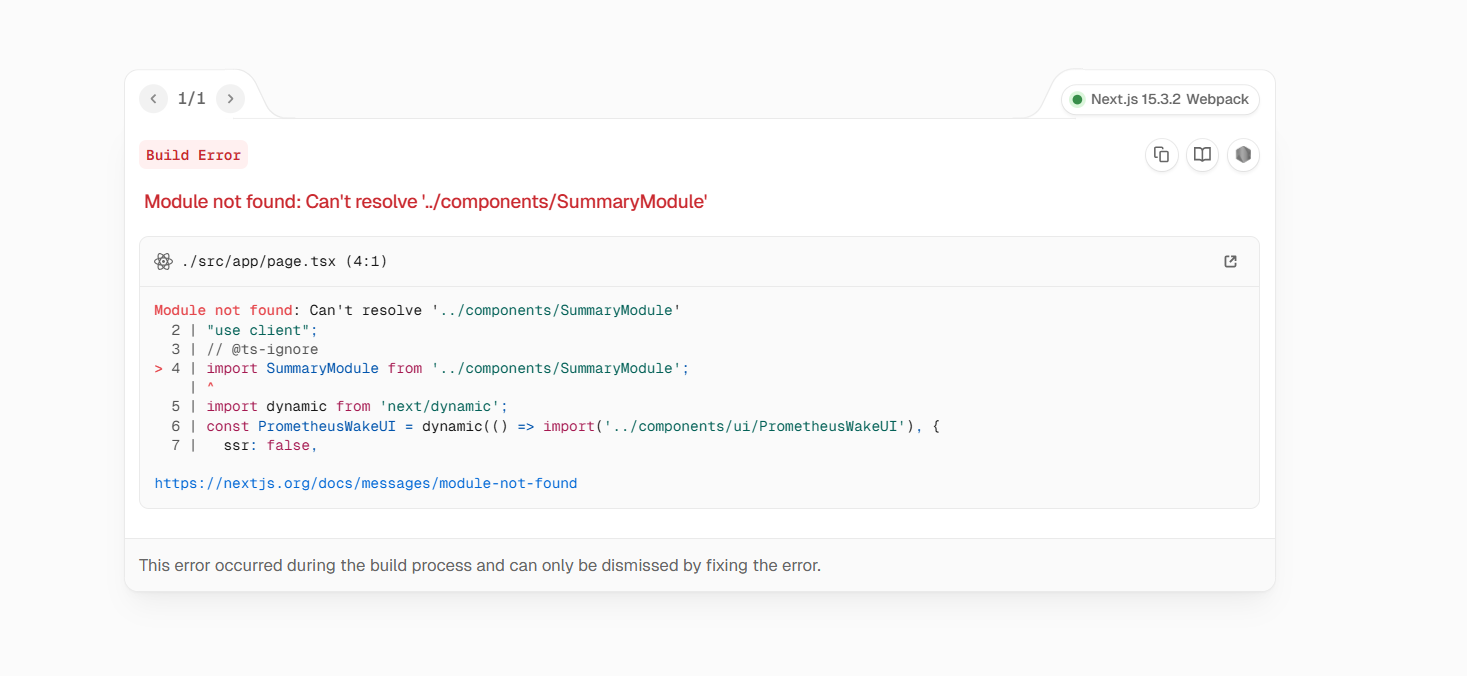 1/1
Next.js 15.3.2 Webpack
Build Error
Module not found: Can't resolve '../components/SummaryModule'
./src/app/page.tsx (4:1)
Module not found: Can't resolve '../components/SummaryModule'
  2 | "use client";
  3 | // @ts-ignore
> 4 | import SummaryModule from '../components/SummaryModule';
    | ^
  5 | import dynamic from 'next/dynamic';
  6 | const PrometheusWakeUI = dynamic(() => import('../components/ui/PrometheusWakeUI'), {
  7 |   ssr: false,
https://nextjs.org/docs/messages/module-not-found
This error occurred during the build process and can only be dismissed by fixing the error.